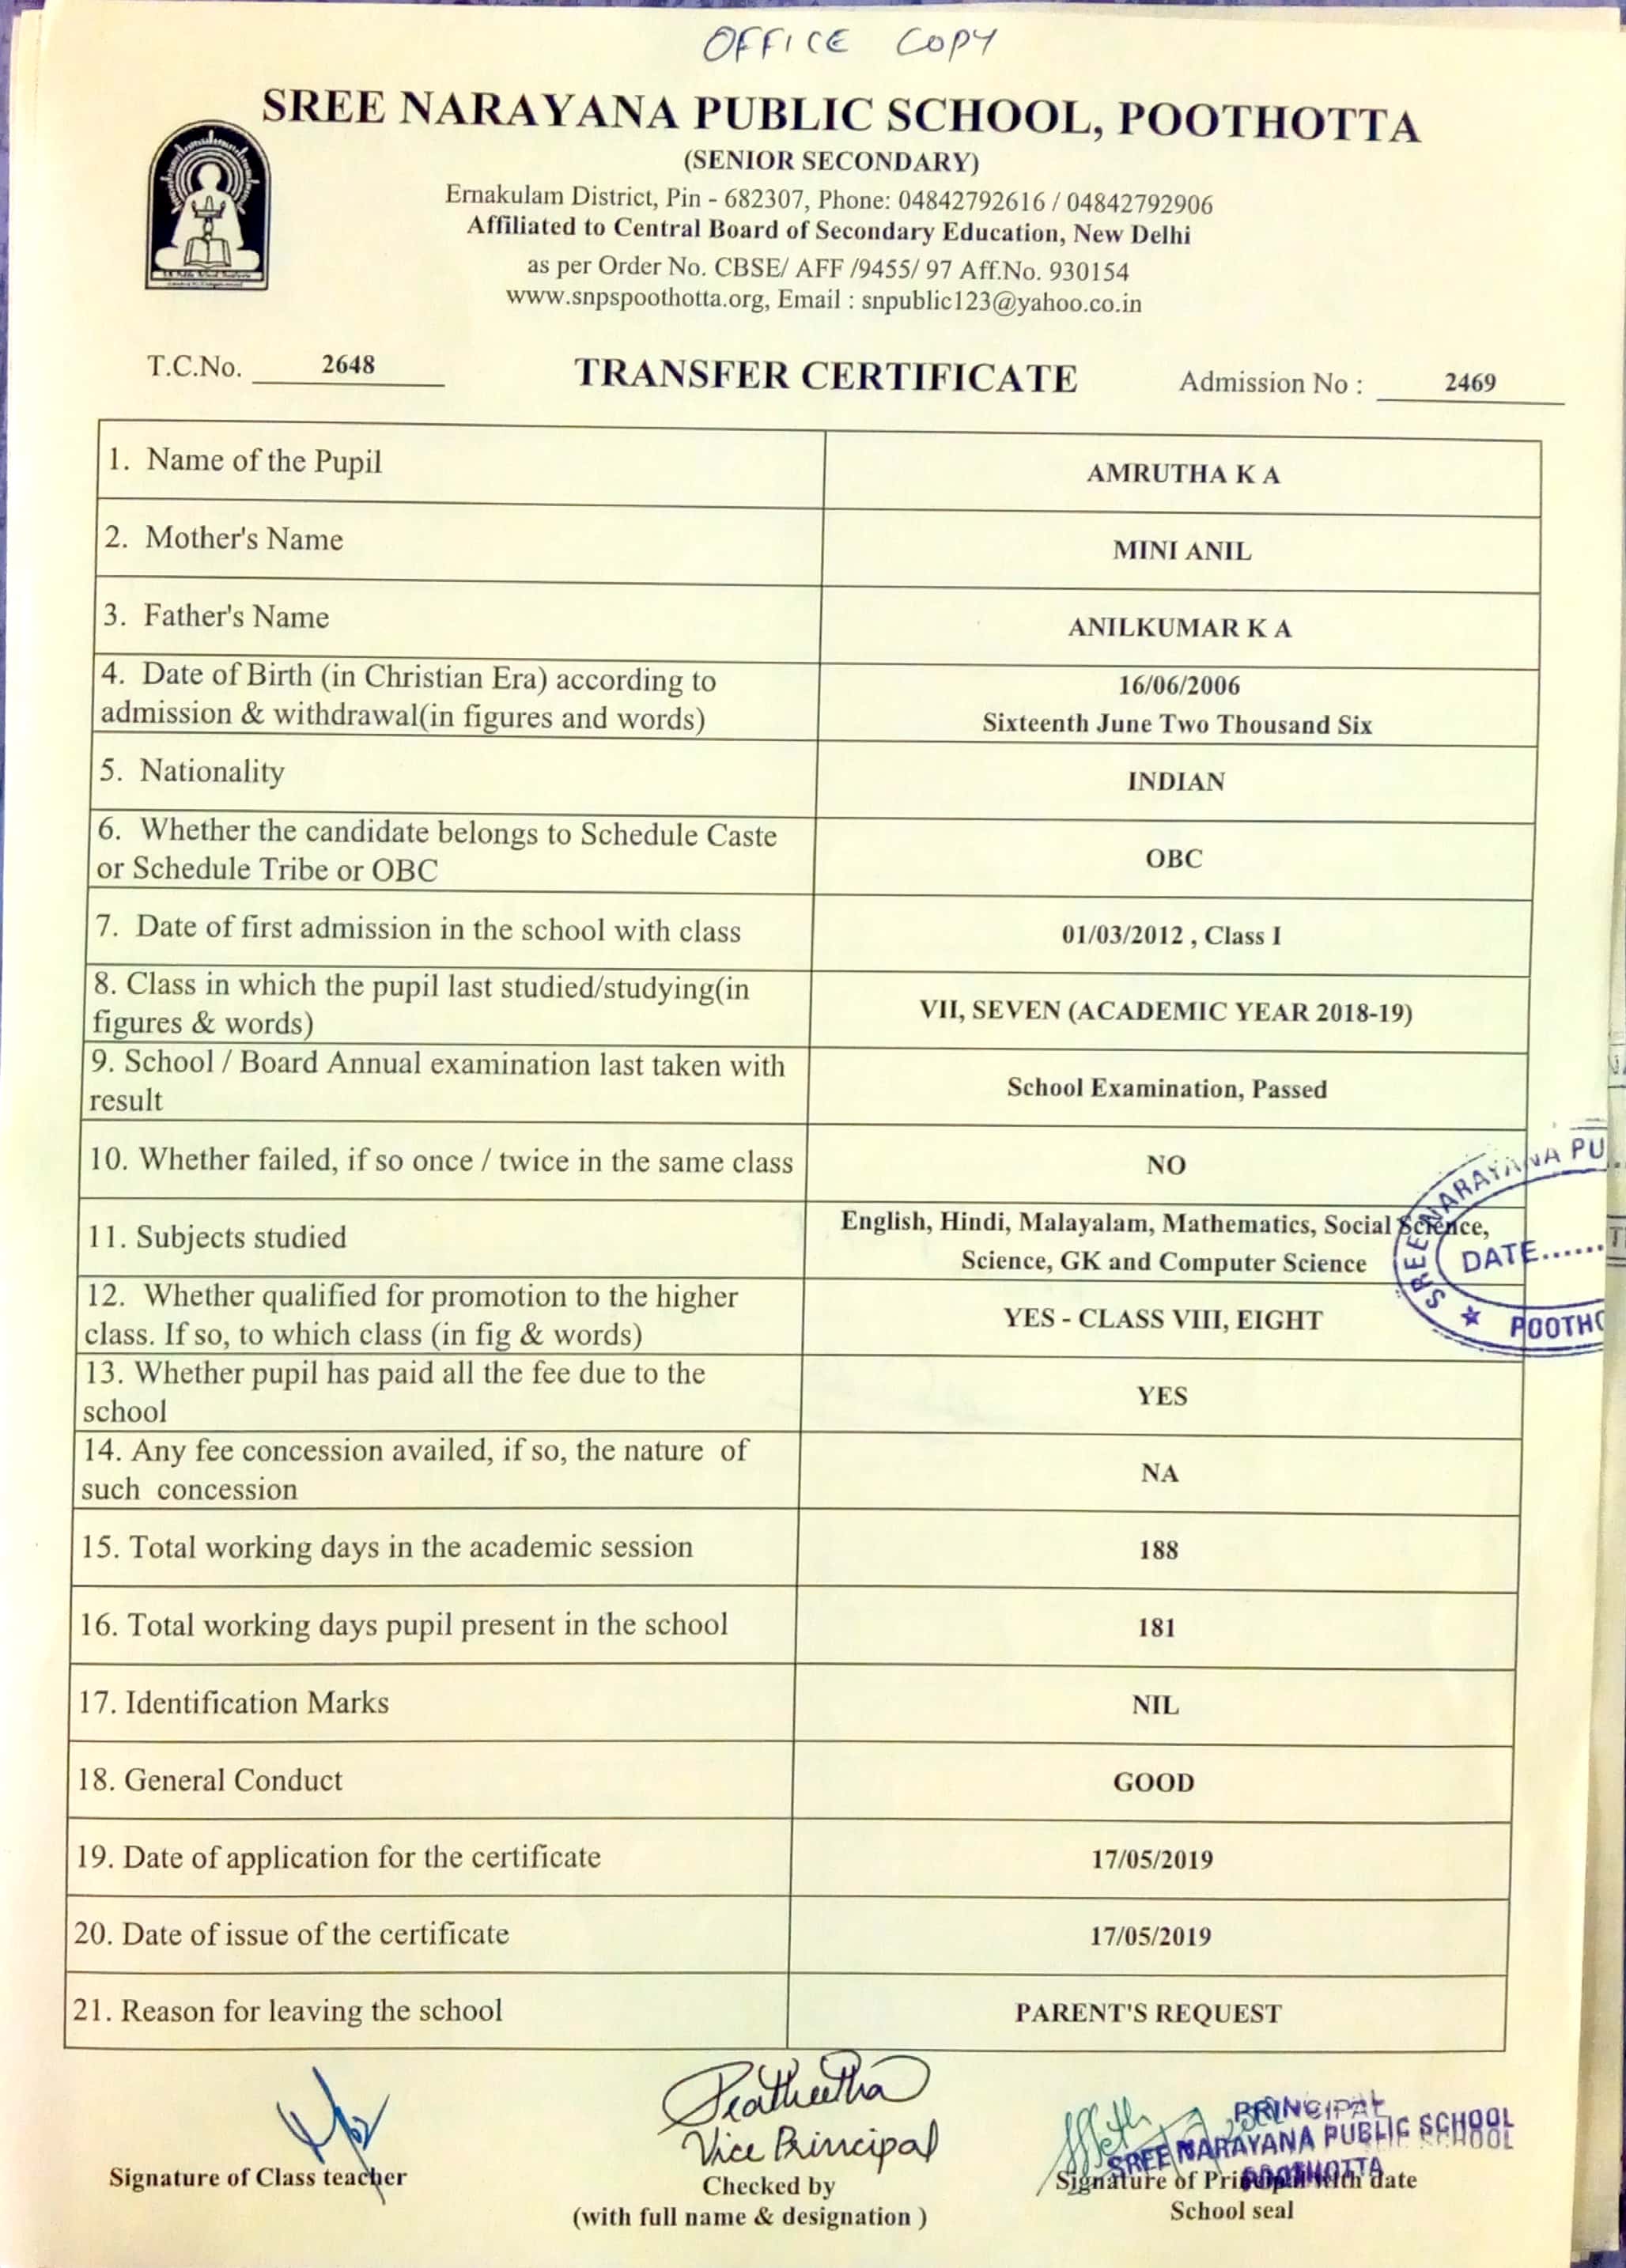 OFFICE COPY
SREE NARAYANA PUBLIC SCHOOL, POOTHOTTA
(SENIOR SECONDARY)
Ernakulam District, Pin - 682307, Phone: 04842792616 / 04842792906
Affiliated to Central Board of Secondary Education, New Delhi
as per Order No. CBSE/ AFF /9455/ 97 Aff.No. 930154
www.snpspoothotta.org, Email : snpublic123@yahoo.co.in
T.C.No. 2648 TRANSFER CERTIFICATE Admission No : 2469
1. Name of the Pupil AMRUTHA K A
2. Mother's Name MINI ANIL
3. Father's Name ANILKUMAR K A
4. Date of Birth (in Christian Era) according to
admission & withdrawal(in figures and words)
16/06/2006
Sixteenth June Two Thousand Six
5. Nationality INDIAN
6. Whether the candidate belongs to Schedule Caste
or Schedule Tribe or OBC
OBC
7. Date of first admission in the school with class 01/03/2012 , Class I
8. Class in which the pupil last studied/studying(in
figures & words)
VII, SEVEN (ACADEMIC YEAR 2018-19)
9. School / Board Annual examination last taken with
result
School Examination, Passed
10. Whether failed, if so once / twice in the same class NO
11. Subjects studied
English, Hindi, Malayalam, Mathematics, Social Science,
Science, GK and Computer Science
SREE NARAYANA PU
DATE.......
POOTHO
12. Whether qualified for promotion to the higher
class. If so, to which class (in fig & words)
YES - CLASS VIII, EIGHT
13. Whether pupil has paid all the fee due to the
school
YES
14. Any fee concession availed, if so, the nature of
such concession
NA
15. Total working days in the academic session 188
16. Total working days pupil present in the school 181
17. Identification Marks NIL
18. General Conduct GOOD
19. Date of application for the certificate 17/05/2019
20. Date of issue of the certificate 17/05/2019
21. Reason for leaving the school PARENT'S REQUEST
Vice Principal
PRINCIPAL
SREE NARAYANA PUBLIC SCHOOL
POOTHOTTA
Signature of Class teacher
Checked by
(with full name & designation )
Signature of Principal with date
School seal